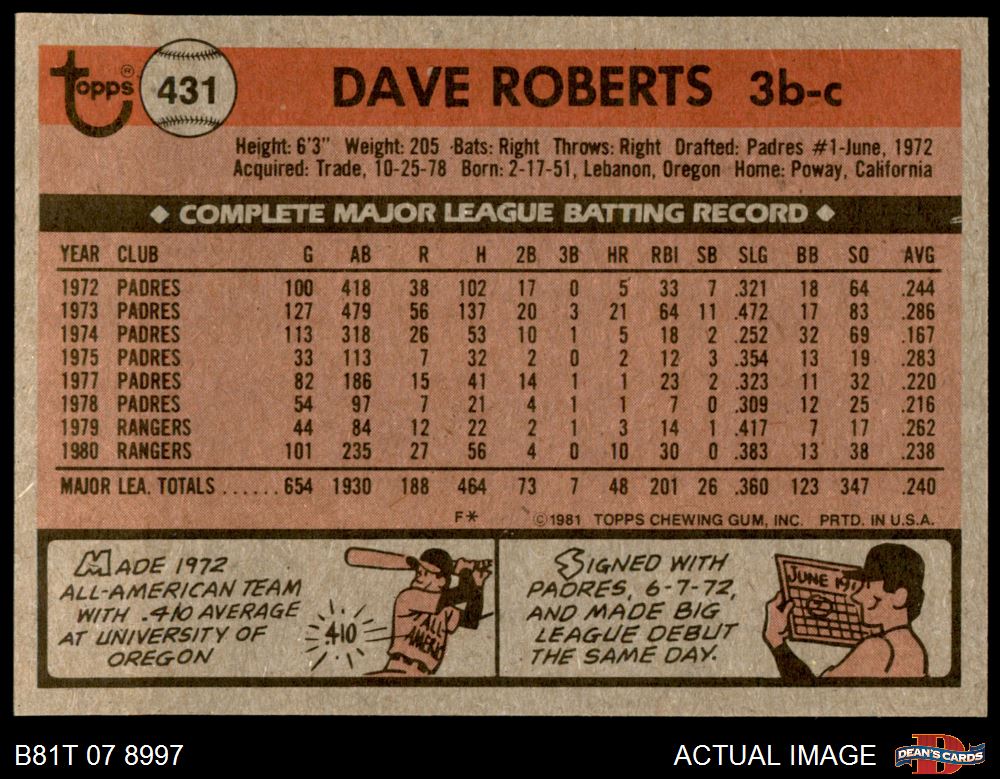 Topps®
431
DAVE ROBERTS 3b-c
Height: 6'3" Weight: 205 Bats: Right Throws: Right Drafted: Padres #1-June, 1972
Acquired: Trade, 10-25-78 Born: 2-17-51, Lebanon, Oregon Home: Poway, California
◆ COMPLETE MAJOR LEAGUE BATTING RECORD ◆
YEAR CLUB G AB R H 2B 3B HR RBI SB SLG BB SO AVG
1972 PADRES 100 418 38 102 17 0 5 33 7 .321 18 64 .244
1973 PADRES 127 479 56 137 20 3 21 64 11 .472 17 83 .286
1974 PADRES 113 318 26 53 10 1 5 18 2 .252 32 69 .167
1975 PADRES 33 113 7 32 2 0 2 12 3 .354 13 19 .283
1977 PADRES 82 186 15 41 14 1 1 23 2 .323 11 32 .220
1978 PADRES 54 97 7 21 4 1 1 7 0 .309 12 25 .216
1979 RANGERS 44 84 12 22 2 1 3 14 1 .417 7 17 .262
1980 RANGERS 101 235 27 56 4 0 10 30 0 .383 13 38 .238
MAJOR LEA. TOTALS ...... 654 1930 188 464 73 7 48 201 26 .360 123 347 .240
F* ©1981 TOPPS CHEWING GUM, INC. PRTD. IN U.S.A.
MADE 1972
ALL-AMERICAN TEAM
WITH .410 AVERAGE
AT UNIVERSITY OF
OREGON
.410
ALL
AMERI
SIGNED WITH
PADRES, 6-7-72,
AND MADE BIG
LEAGUE DEBUT
THE SAME DAY.
JUNE
B81T 07 8997
ACTUAL IMAGE
DEAN'S CARDS